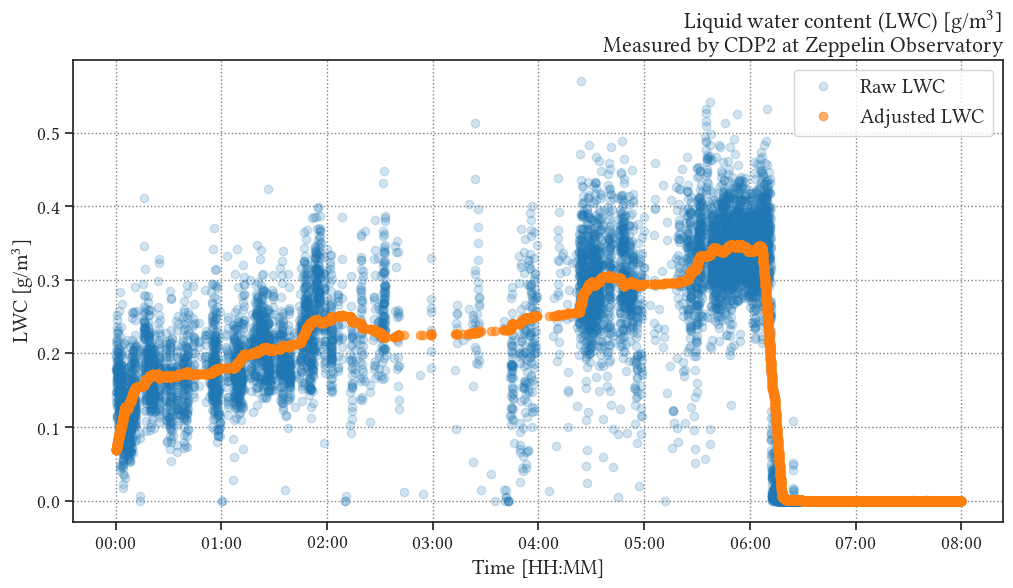 Liquid water content (LWC) [g/m³]
Measured by CDP2 at Zeppelin Observatory
Raw LWC
Adjusted LWC
LWC [g/m³]
0.5
0.4
0.3
0.2
0.1
0.0
00:00 01:00 02:00 03:00 04:00 05:00 06:00 07:00 08:00
Time [HH:MM]